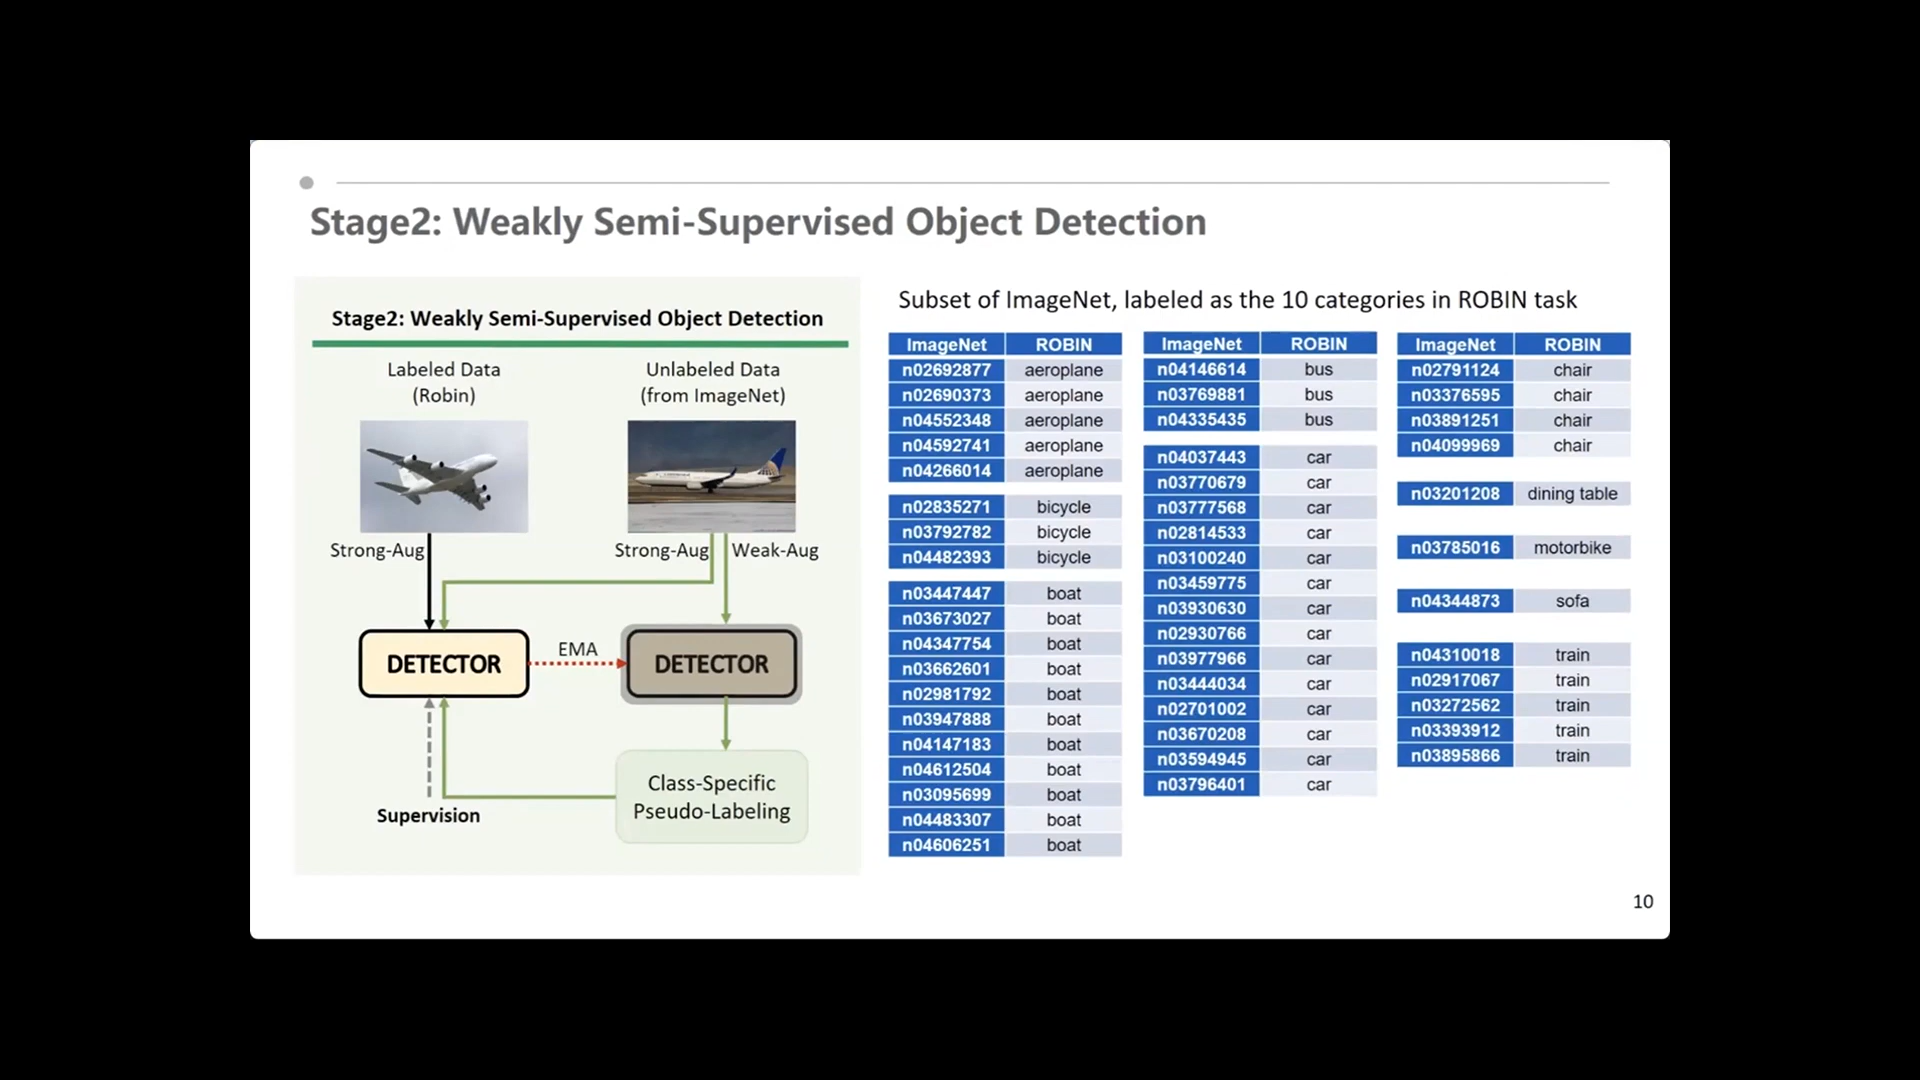 Stage2: Weakly Semi-Supervised Object Detection
Stage2: Weakly Semi-Supervised Object Detection
Labeled Data
(Robin)
Unlabeled Data
(from ImageNet)
Strong-Aug
Strong-Aug
Weak-Aug
DETECTOR
EMA
DETECTOR
Class-Specific
Pseudo-Labeling
Supervision
Subset of ImageNet, labeled as the 10 categories in ROBIN task
ImageNet ROBIN
n02692877 aeroplane
n02690373 aeroplane
n04552348 aeroplane
n04592741 aeroplane
n04266014 aeroplane
n02835271 bicycle
n03792782 bicycle
n04482393 bicycle
n03447447 boat
n03673027 boat
n04347754 boat
n03662601 boat
n02981792 boat
n03947888 boat
n04147183 boat
n04612504 boat
n03095699 boat
n04483307 boat
n04606251 boat
ImageNet ROBIN
n04146614 bus
n03769881 bus
n04335435 bus
n04037443 car
n03770679 car
n03777568 car
n02814533 car
n03100240 car
n03459775 car
n03930630 car
n02930766 car
n03977966 car
n03444034 car
n02701002 car
n03670208 car
n03594945 car
n03796401 car
ImageNet ROBIN
n02791124 chair
n03376595 chair
n03891251 chair
n04099969 chair
n03201208 dining table
n03785016 motorbike
n04344873 sofa
n04310018 train
n02917067 train
n03272562 train
n03393912 train
n03895866 train
10